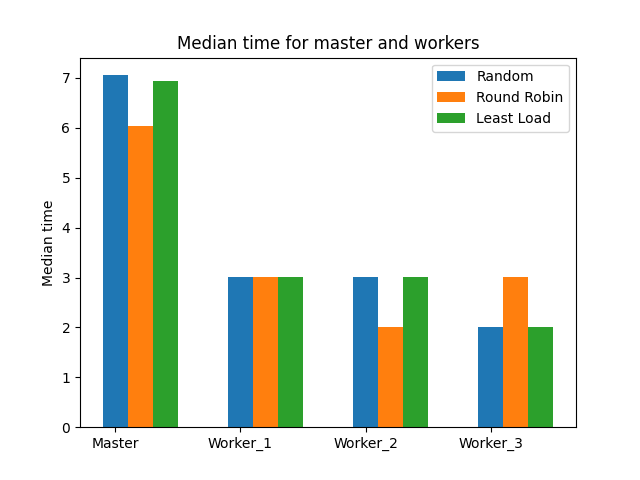 Median time for master and workers
Random
Round Robin
Least Load
Median time
7
6
5
4
3
2
1
0
Master
Worker_1
Worker_2
Worker_3